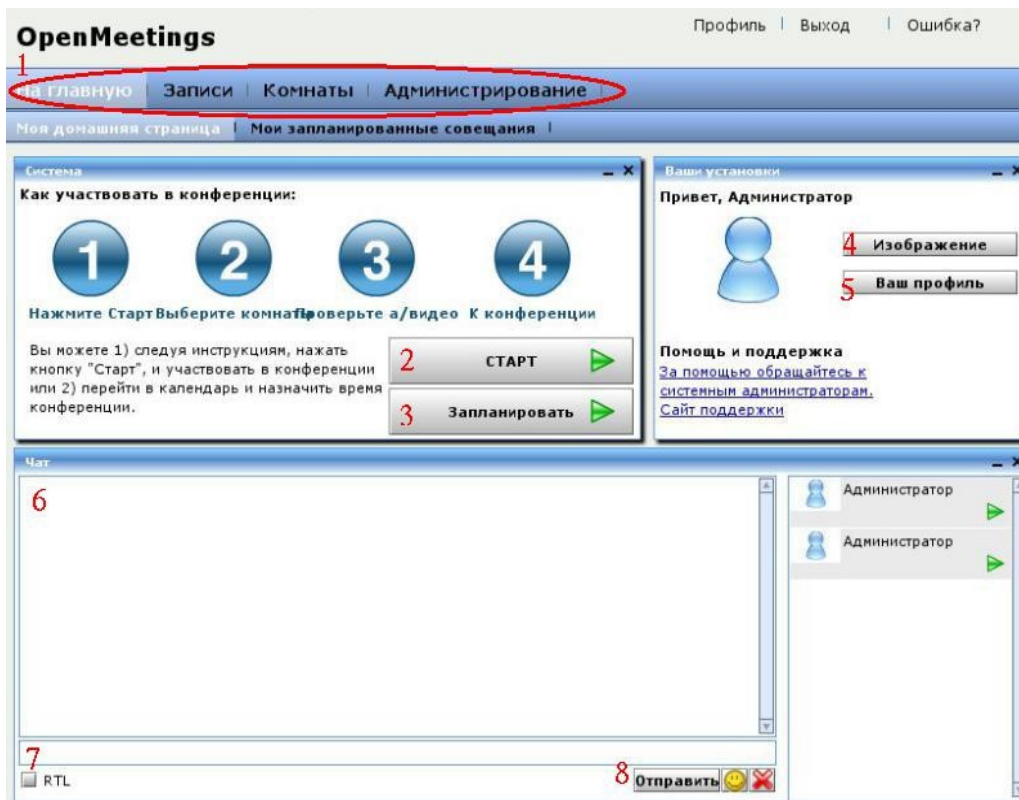 OpenMeetings
Профиль Выход Ошибка?
1
На главную Записи Комнаты Администрирование
Моя домашняя страница Мои запланированные совещания
Система
Как участвовать в конференции:
1 2 3 4
Нажмите Старт Выберите комнаты Проверьте а/видео К конференции
Вы можете 1) следуя инструкциям, нажать
кнопку "Старт", и участвовать в конференции
или 2) перейти в календарь и назначить время
конференции.
2 СТАРТ
3 Запланировать
Ваши установки
Привет, Администратор
4 Изображение
5 Ваш профиль
Помощь и поддержка
За помощью обращайтесь к
системным администраторам.
Сайт поддержки
Чат
6
Администратор
Администратор
7
RTL
8 Отправить